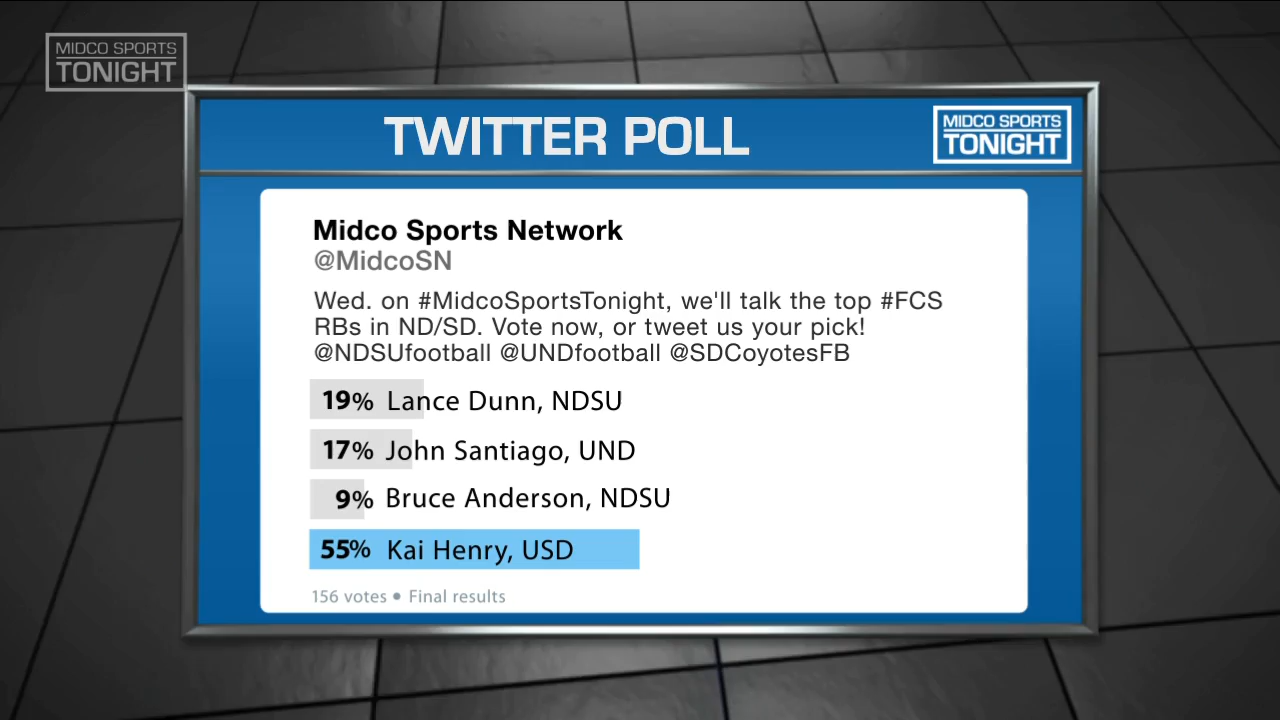 MIDCO SPORTS
TONIGHT
TWITTER POLL
MIDCO SPORTS
TONIGHT
Midco Sports Network
@MidcoSN
Wed. on #MidcoSportsTonight, we'll talk the top #FCS
RBs in ND/SD. Vote now, or tweet us your pick!
@NDSUfootball @UNDfootball @SDCoyotesFB
19% Lance Dunn, NDSU
17% John Santiago, UND
9% Bruce Anderson, NDSU
55% Kai Henry, USD
156 votes • Final results